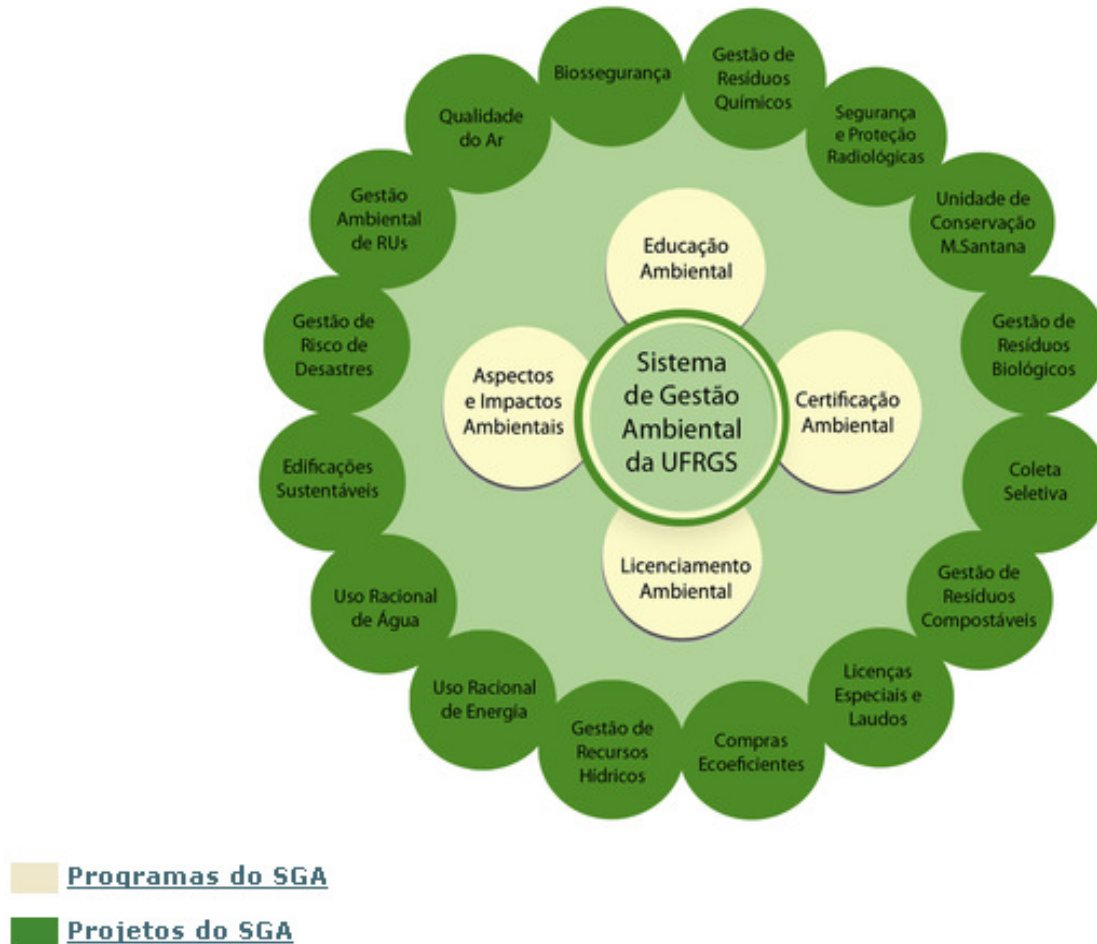 Biossegurança
Gestão de
Resíduos
Químicos
Segurança
e Proteção
Radiológicas
Unidade de
Conservação
M.Santana
Gestão de
Resíduos
Biológicos
Coleta
Seletiva
Gestão de
Resíduos
Compostáveis
Licenças
Especiais e
Laudos
Compras
Ecoeficientes
Gestão de
Recursos
Hídricos
Uso Racional
de Energia
Uso Racional
de Água
Edificações
Sustentáveis
Gestão de
Risco de
Desastres
Gestão
Ambiental
de RUs
Qualidade
do Ar
Educação
Ambiental
Aspectos
e Impactos
Ambientais
Sistema
de Gestão
Ambiental
da UFRGS
Certificação
Ambiental
Licenciamento
Ambiental
Programas do SGA
Projetos do SGA